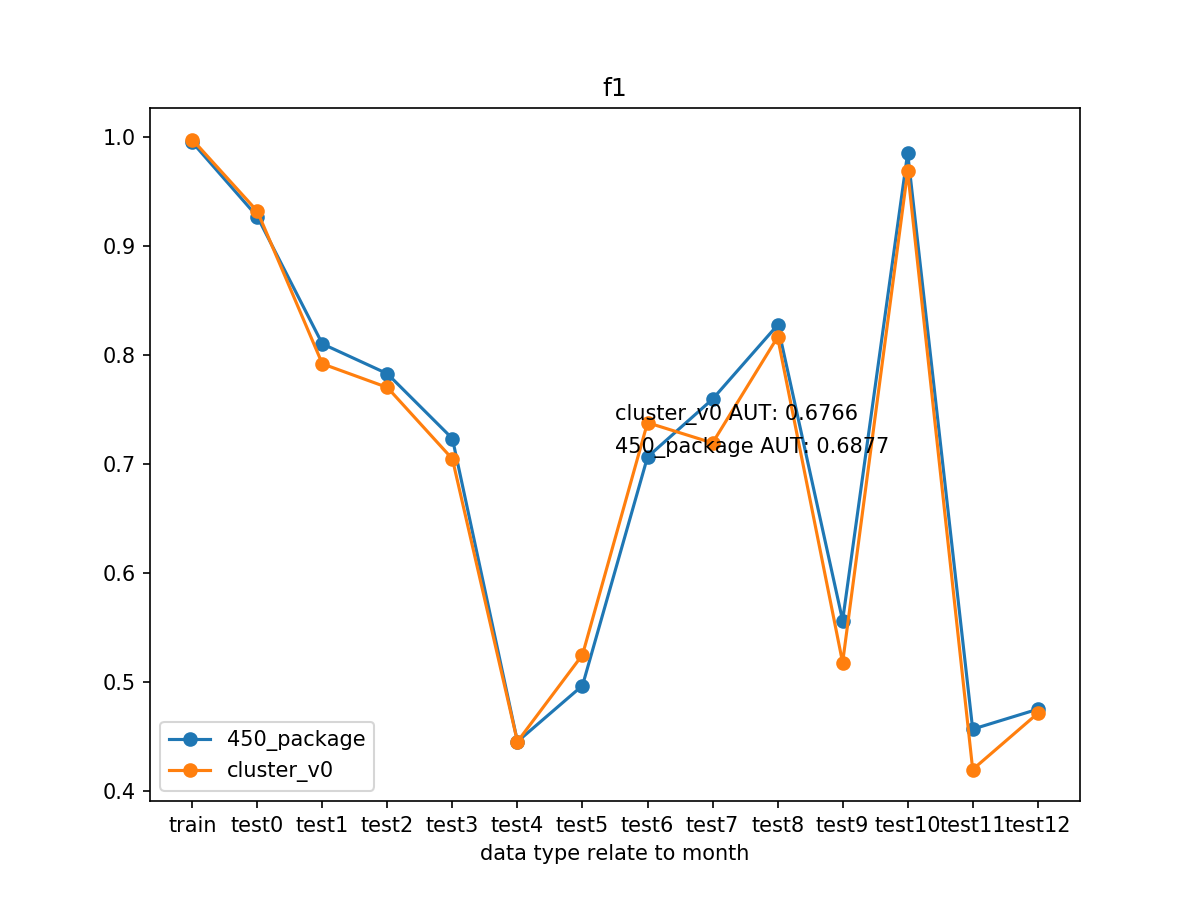 f1
1.0
0.9
0.8
0.7
0.6
0.5
0.4
cluster_v0 AUT: 0.6766
450_package AUT: 0.6877
450_package
cluster_v0
train test0 test1 test2 test3 test4 test5 test6 test7 test8 test9 test10 test11 test12
data type relate to month